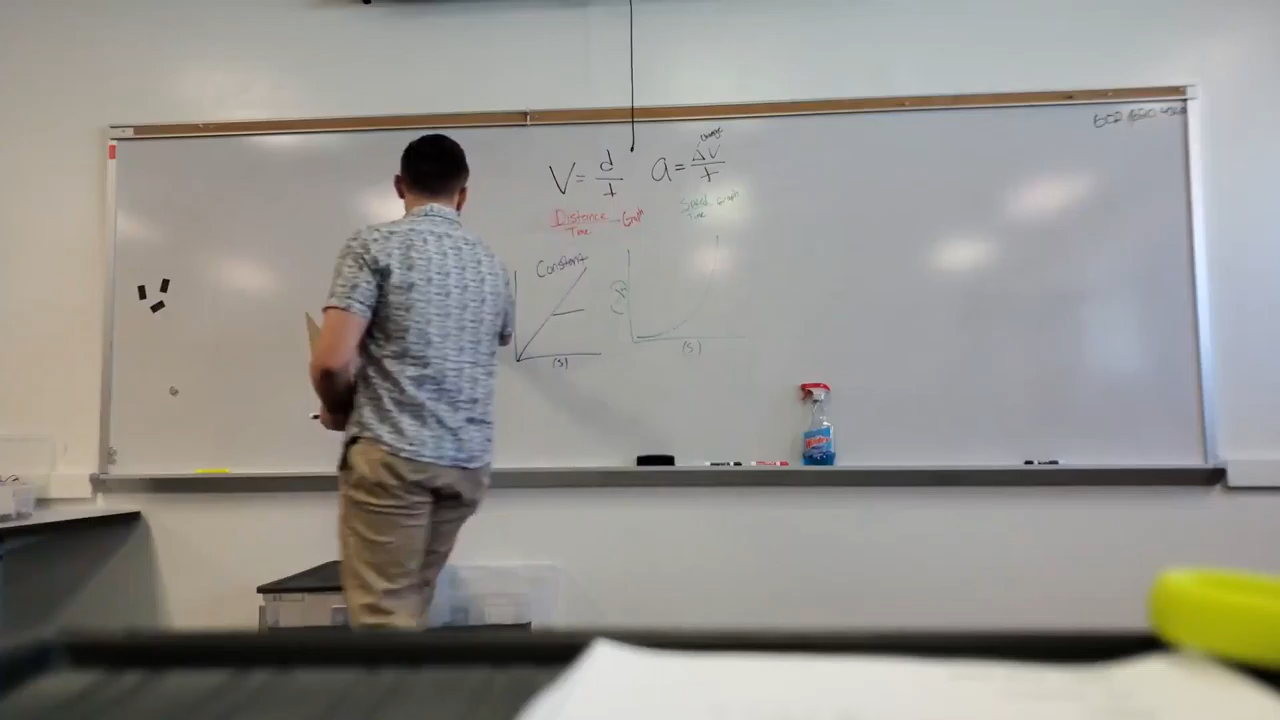 V = d/t a = ΔV/t
change
Distance Graph
Time
Speed Graph
Time
Constant
(s)
(s)
Windex